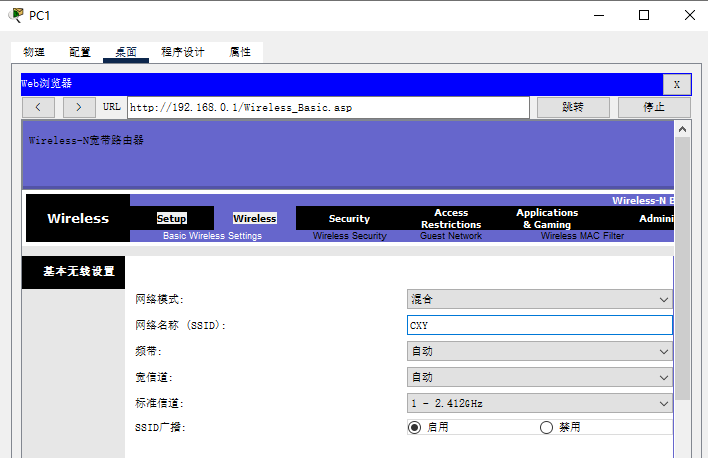 PC1
物理 配置 桌面 程序设计 属性
Web浏览器 X
< > URL http://192.168.0.1/Wireless_Basic.asp 跳转 停止
Wireless-N宽带路由器
Wireless-N B
Wireless Setup Wireless Security Access Restrictions Applications & Gaming Admini
Basic Wireless Settings Wireless Security Guest Network Wireless MAC Filter
基本无线设置
网络模式: 混合
网络名称 (SSID): CXY
频带: 自动
宽信道: 自动
标准信道: 1 - 2.412GHz
SSID广播: 启用 禁用